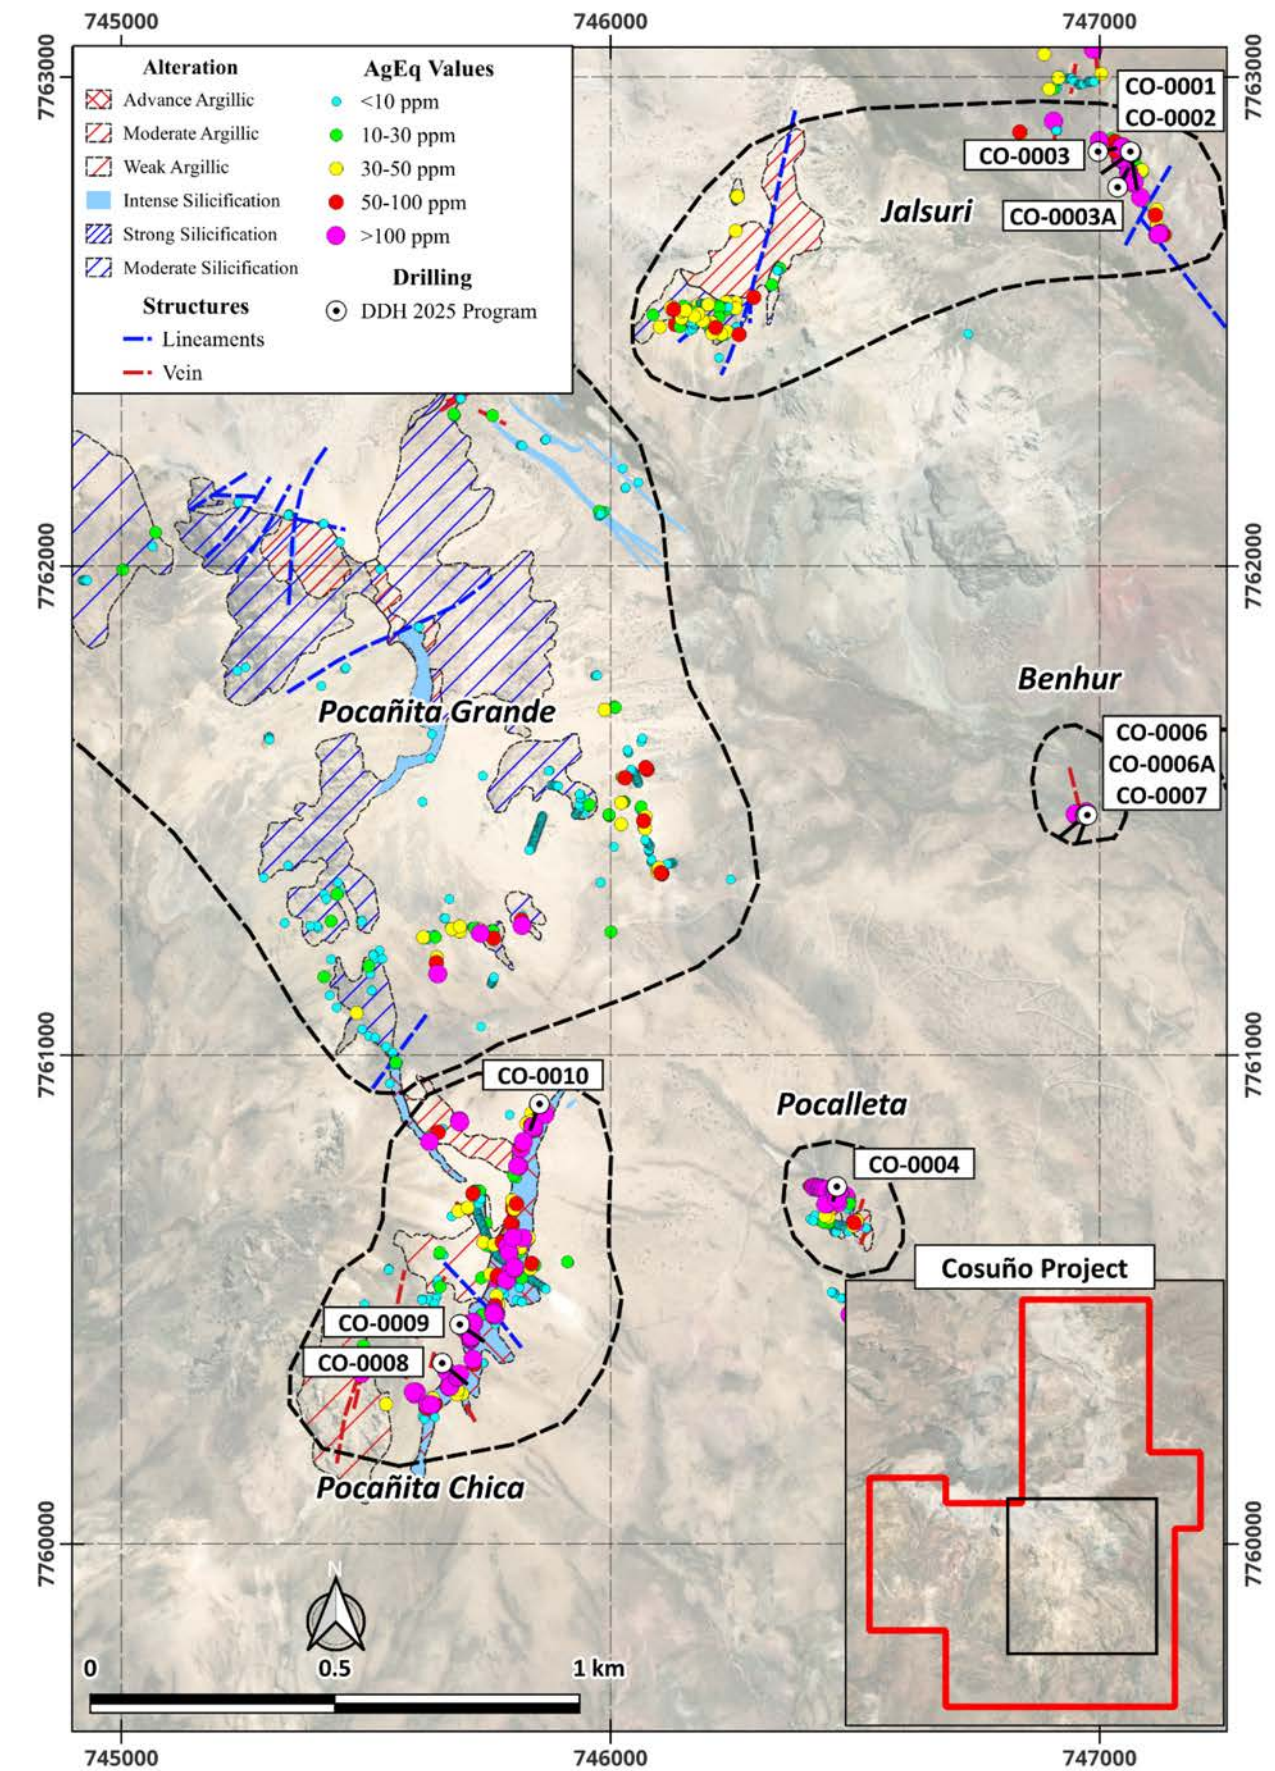 745000
746000
747000
7763000
7763000
Alteration
Advance Argillic
Moderate Argillic
Weak Argillic
Intense Silicification
Strong Silicification
Moderate Silicification
Structures
Lineaments
Vein
AgEq Values
<10 ppm
10-30 ppm
30-50 ppm
50-100 ppm
>100 ppm
Drilling
DDH 2025 Program
CO-0001
CO-0002
CO-0003
CO-0003A
Jalsuri
7762000
7762000
Benhur
Pocañita Grande
CO-0006
CO-0006A
CO-0007
7761000
7761000
CO-0010
Pocalleta
CO-0004
Cosuño Project
CO-0009
CO-0008
Pocañita Chica
7760000
7760000
N
0
0.5
1 km
745000
746000
747000